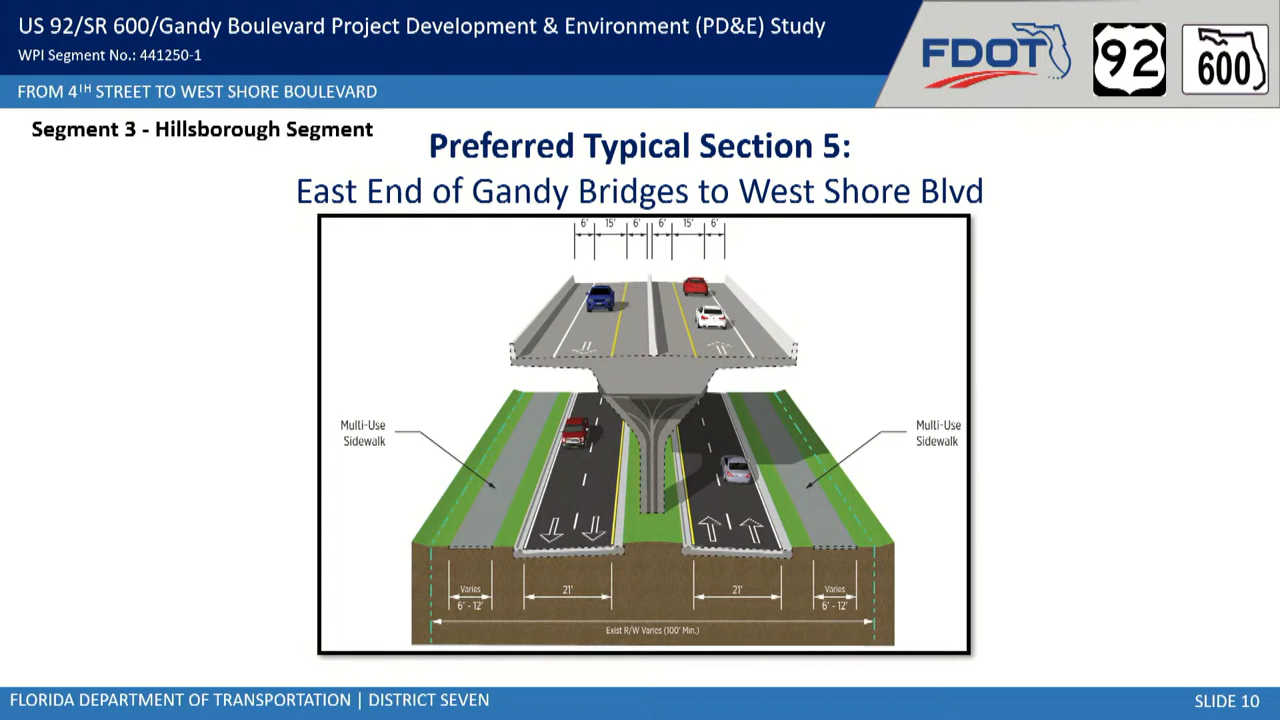 US 92/SR 600/Gandy Boulevard Project Development & Environment (PD&E) Study
WPI Segment No.: 441250-1
FROM 4TH STREET TO WEST SHORE BOULEVARD
FDOT
92
600
Segment 3 - Hillsborough Segment
Preferred Typical Section 5:
East End of Gandy Bridges to West Shore Blvd
6' 15' 6' 6' 15' 6'
Multi-Use
Sidewalk
Multi-Use
Sidewalk
Varies
6' - 12'
21'
21'
Varies
6' - 12'
Exist R/W Varies (100' Min.)
FLORIDA DEPARTMENT OF TRANSPORTATION | DISTRICT SEVEN
SLIDE 10